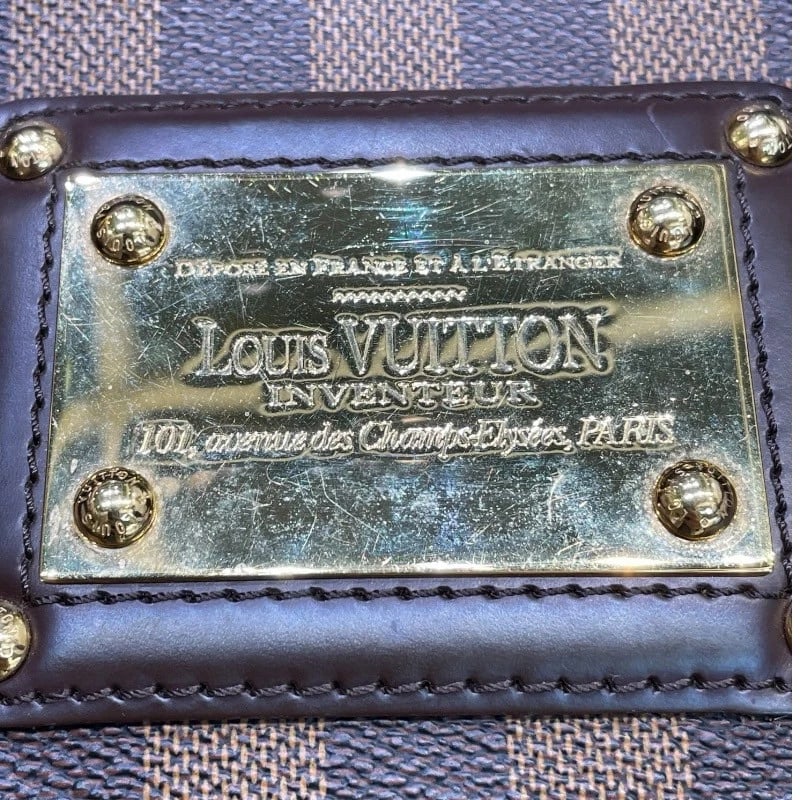 DÉPOSÉ EN FRANCE ET À L'ÉTRANGER
LOUIS VUITTON
INVENTEUR
101, avenue des Champs-Elysées, PARIS